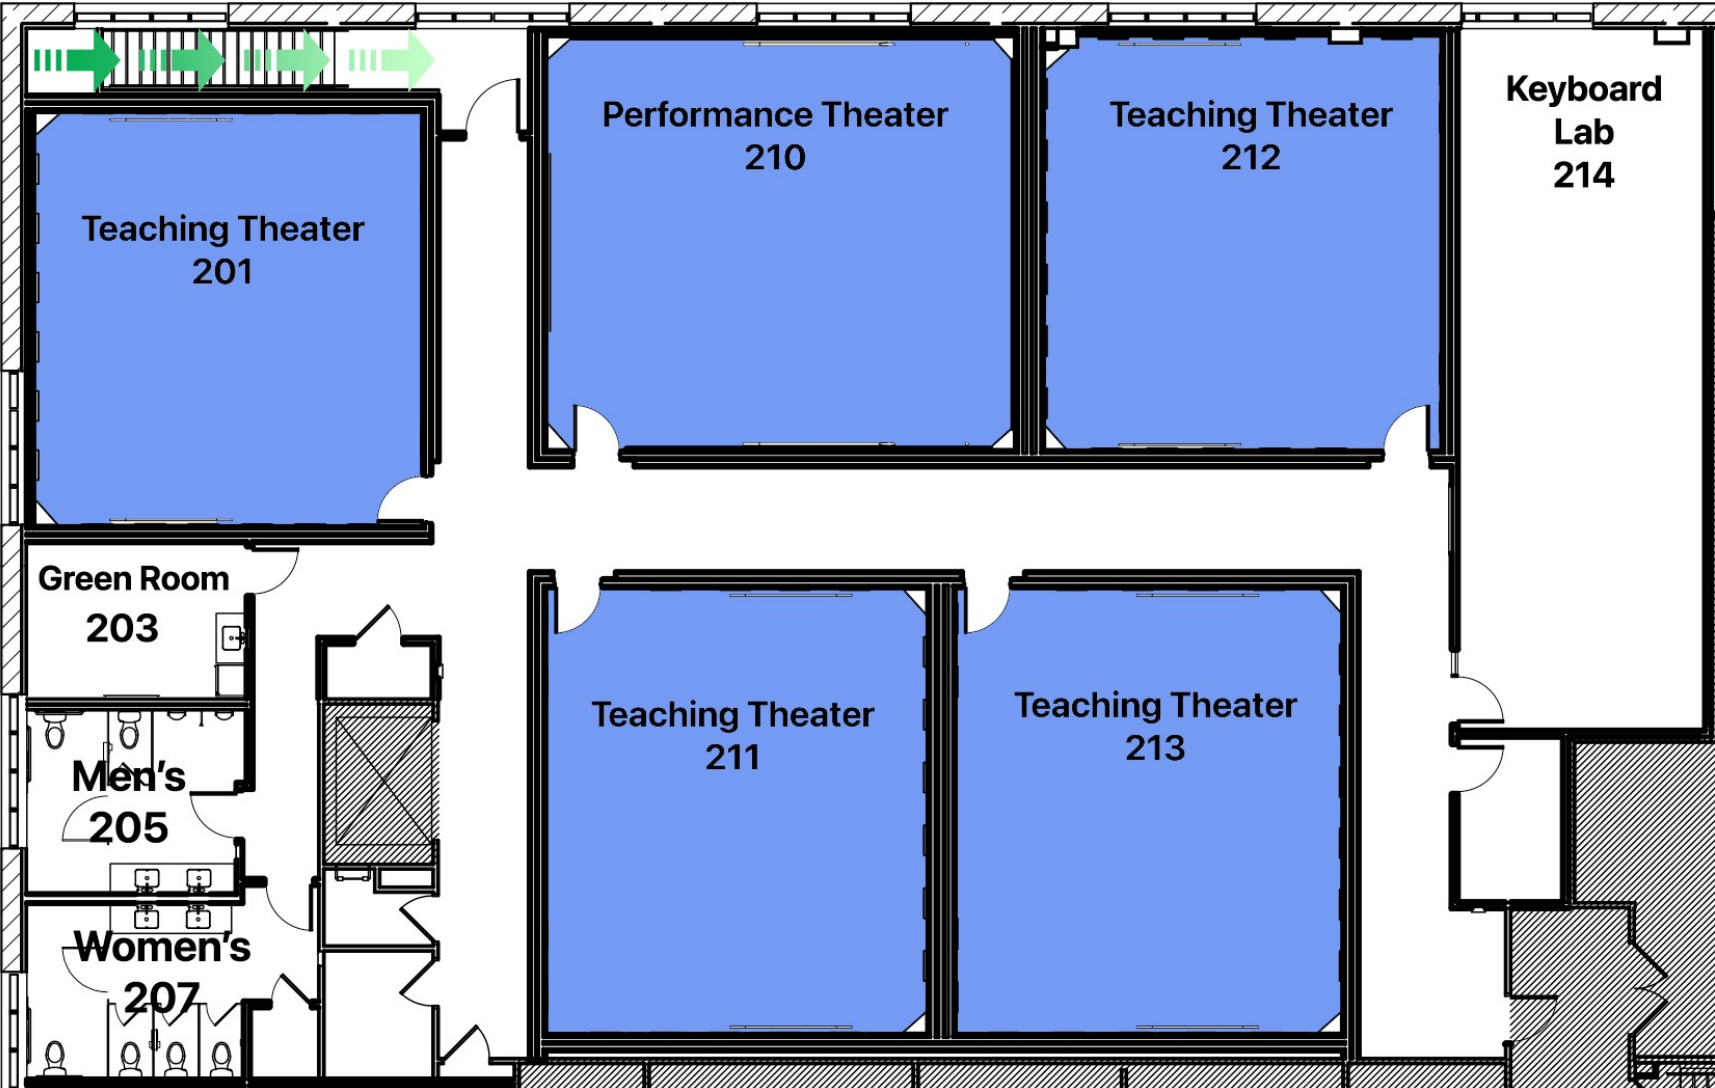 Teaching Theater
201
Performance Theater
210
Teaching Theater
212
Keyboard
Lab
214
Green Room
203
Men's
205
Women's
207
Teaching Theater
211
Teaching Theater
213